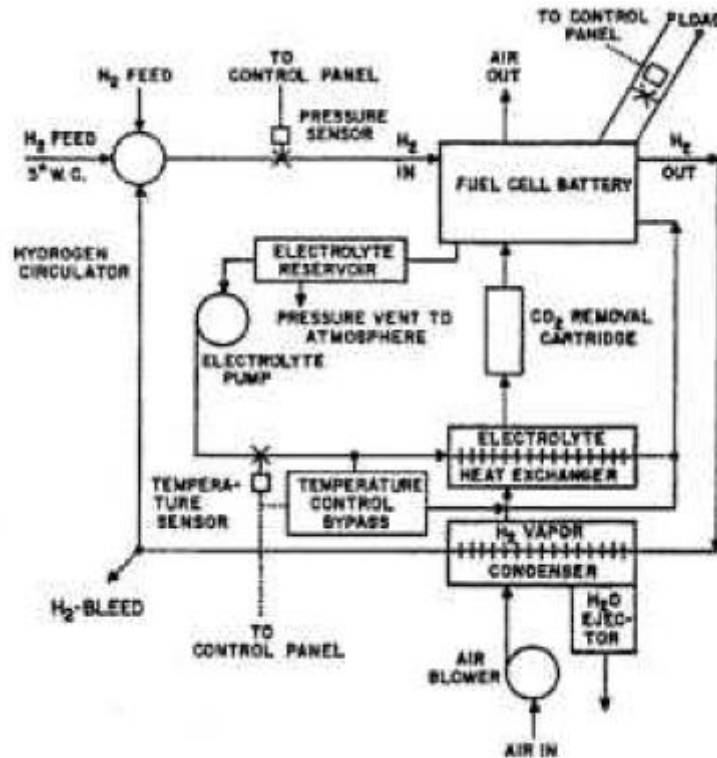 TO CONTROL
PANEL
LOAD
TO
CONTROL PANEL
AIR
OUT
H2 FEED
PRESSURE
SENSOR
H2 FEED
3" W.C.
H2
IN
FUEL CELL BATTERY
H2
OUT
HYDROGEN
CIRCULATOR
ELECTROLYTE
RESERVOIR
PRESSURE VENT TO
ATMOSPHERE
CO2 REMOVAL
CARTRIDGE
ELECTROLYTE
PUMP
ELECTROLYTE
HEAT EXCHANGER
TEMPERA-
TURE
SENSOR
TEMPERATURE
CONTROL
BYPASS
H2 VAPOR
CONDENSER
H2-BLEED
H2O
EJEC-
TOR
TO
CONTROL PANEL
AIR
BLOWER
AIR IN